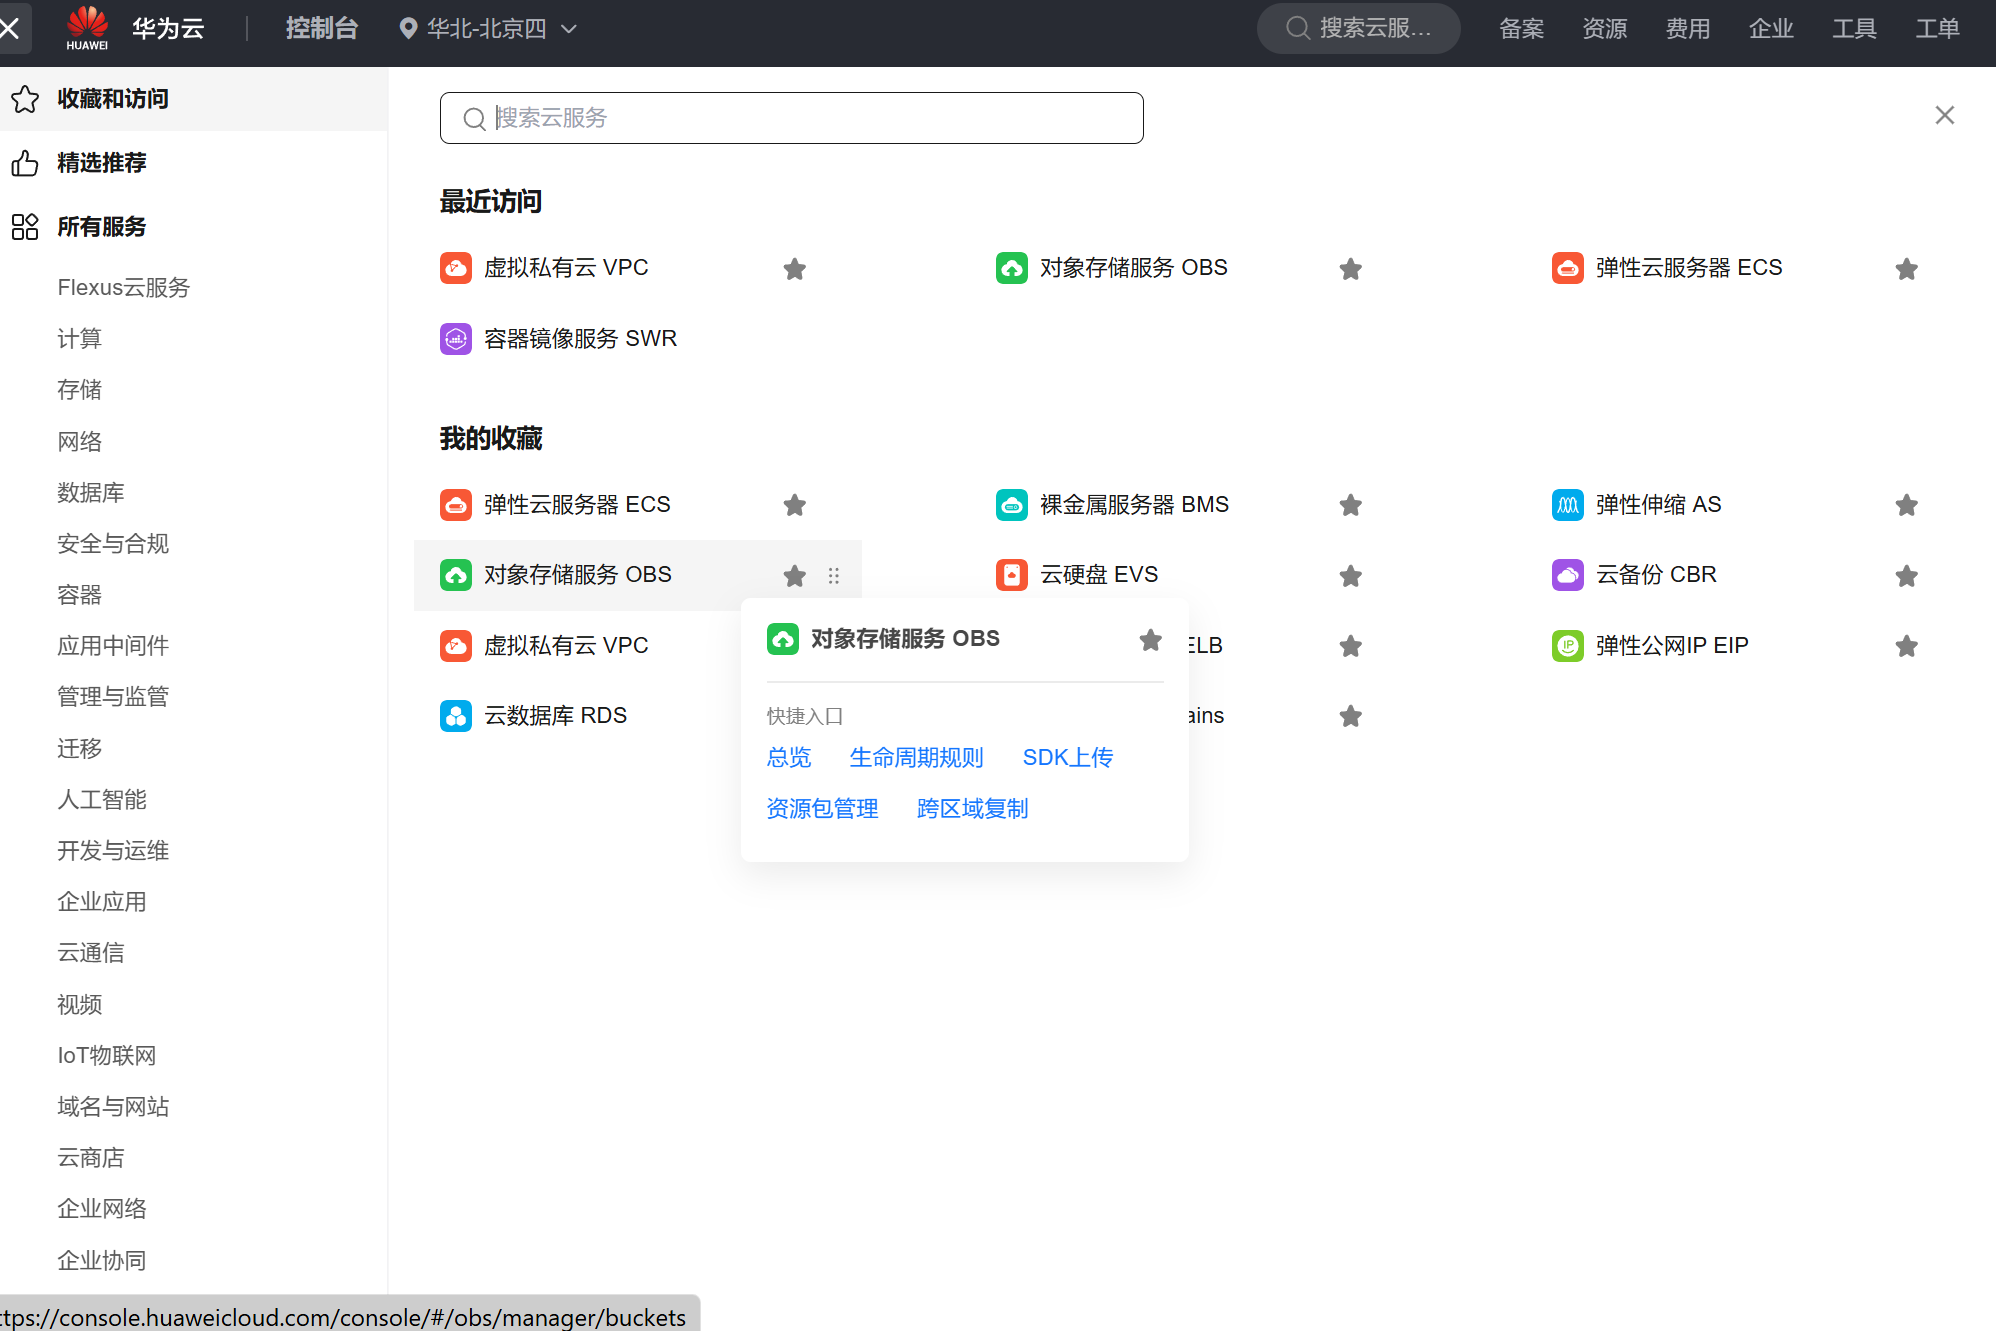 HUAWEI 华为云 控制台 华北-北京四 搜索云服... 备案 资源 费用 企业 工具 工单
收藏和访问
精选推荐
所有服务
Flexus云服务
计算
存储
网络
数据库
安全与合规
容器
应用中间件
管理与监管
迁移
人工智能
开发与运维
企业应用
云通信
视频
IoT物联网
域名与网站
云商店
企业网络
企业协同
搜索云服务
最近访问
虚拟私有云 VPC 对象存储服务 OBS 弹性云服务器 ECS
容器镜像服务 SWR
我的收藏
弹性云服务器 ECS 裸金属服务器 BMS 弹性伸缩 AS
对象存储服务 OBS 云硬盘 EVS 云备份 CBR
虚拟私有云 VPC ELB 弹性公网IP EIP
云数据库 RDS ains
对象存储服务 OBS
快捷入口
总览 生命周期规则 SDK上传
资源包管理 跨区域复制
ttps://console.huaweicloud.com/console/#/obs/manager/buckets